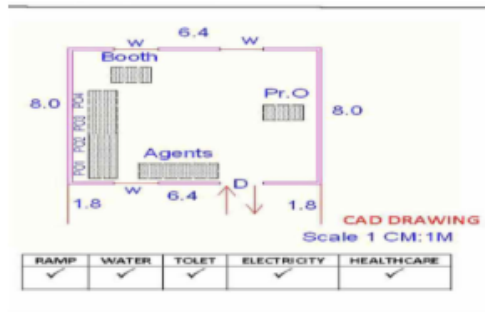 W 6.4 W
Booth
8.0 Pr.O 8.0
PO1 PO2 PO3 PO4
Agents
W 6.4 D
1.8 1.8
CAD DRAWING
Scale 1 CM:1M
RAMP WATER TOLET ELECTRICITY HEALTHCARE
✓ ✓ ✓ ✓ ✓